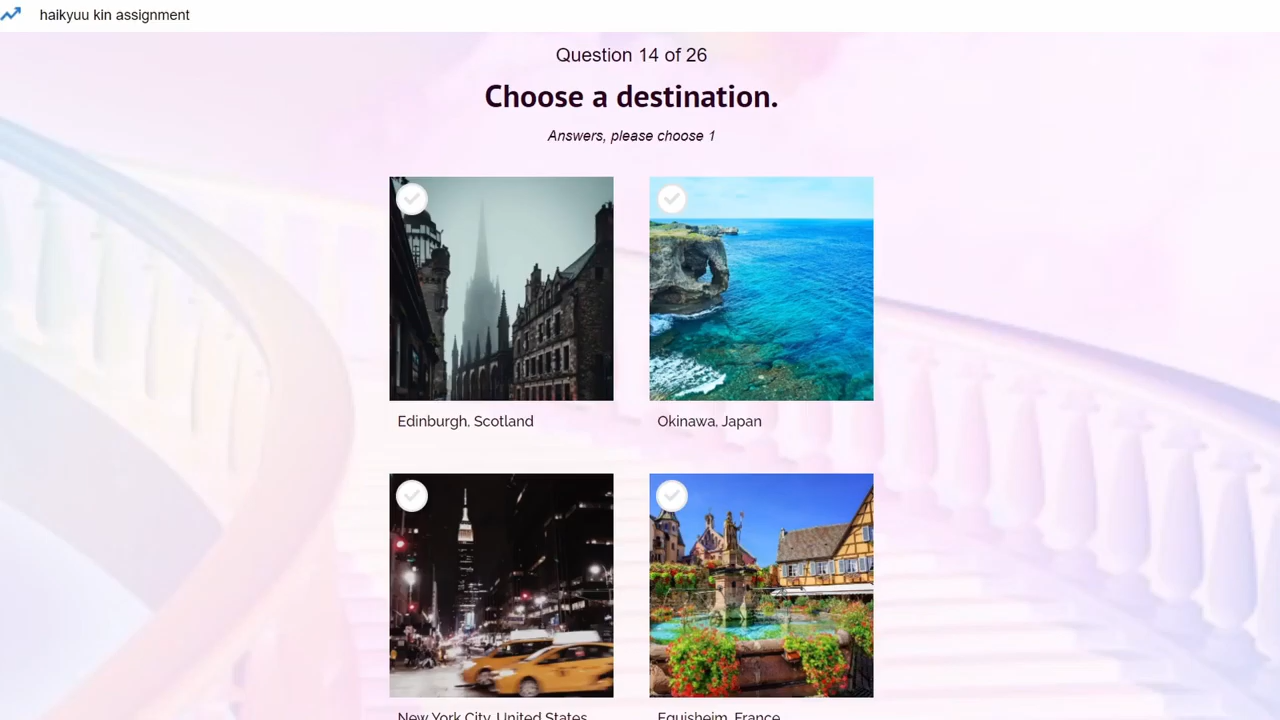 haikyuu kin assignment
Question 14 of 26
Choose a destination.
Answers, please choose 1
Edinburgh, Scotland
Okinawa, Japan
New York City, United States
Eguisheim, France